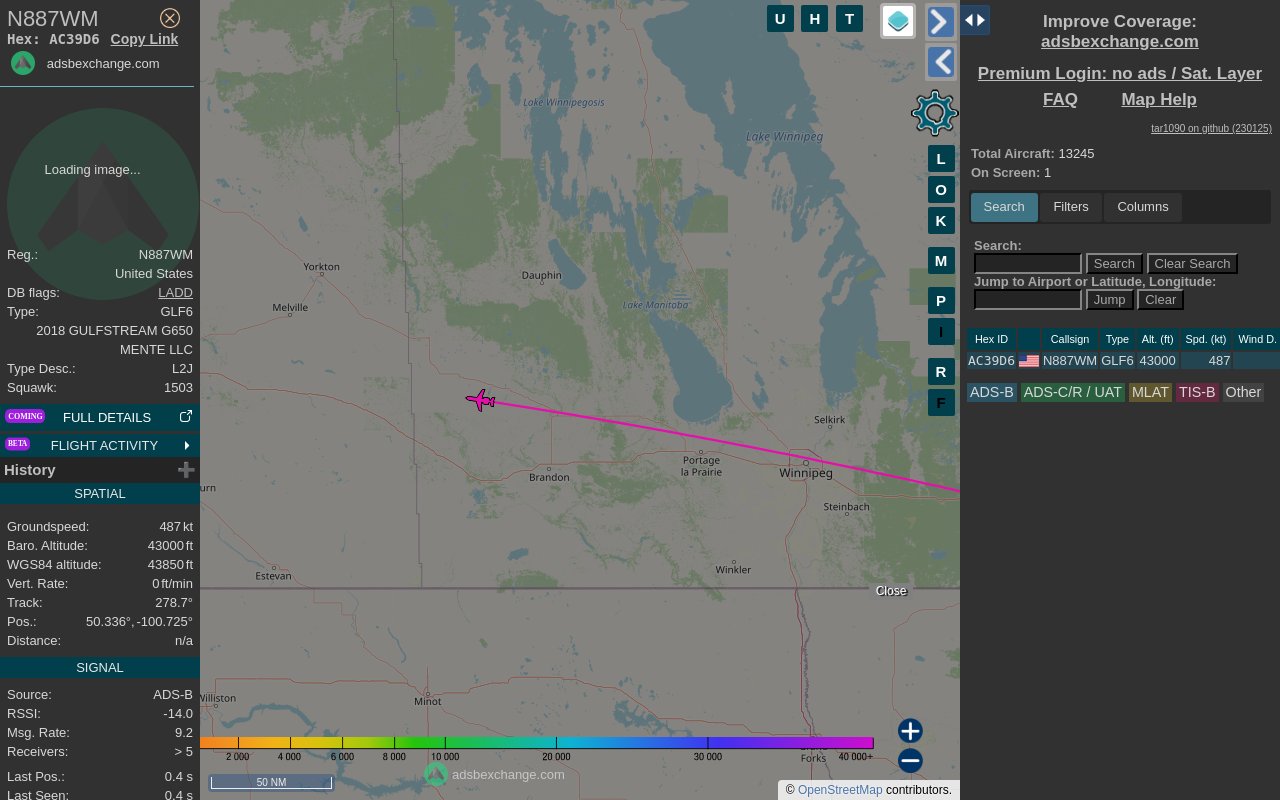 N887WM
Hex: AC39D6 Copy Link
adsbexchange.com
Loading image...
Reg.: N887WM
United States
DB flags: LADD
Type: GLF6
2018 GULFSTREAM G650
MENTE LLC
Type Desc.: L2J
Squawk: 1503
COMING FULL DETAILS
BETA FLIGHT ACTIVITY
History
SPATIAL
Groundspeed: 487 kt
Baro. Altitude: 43000 ft
WGS84 altitude: 43850 ft
Vert. Rate: 0 ft/min
Track: 278.7°
Pos.: 50.336°, -100.725°
Distance: n/a
SIGNAL
Source: ADS-B
RSSI: -14.0
Msg. Rate: 9.2
Receivers: > 5
Last Pos.: 0.4 s
Last Seen: 0.4 s
U H T
L
O
K
M
P
I
R
F
Lake Winnipegosis
Lake Winnipeg
Yorkton
Dauphin
Melville
Lake Manitoba
Selkirk
Portage
la Prairie
Winnipeg
Brandon
urn
Steinbach
Estevan
Winkler
Close
Williston
Minot
Forks
2 000 4 000 6 000 8 000 10 000 20 000 30 000 40 000+
50 NM
adsbexchange.com
© OpenStreetMap contributors.
Improve Coverage:
adsbexchange.com
Premium Login: no ads / Sat. Layer
FAQ Map Help
tar1090 on github (230125)
Total Aircraft: 13245
On Screen: 1
Search Filters Columns
Search:
Search Clear Search
Jump to Airport or Latitude, Longitude:
Jump Clear
Hex ID Callsign Type Alt. (ft) Spd. (kt) Wind D.
AC39D6 N887WM GLF6 43000 487
ADS-B ADS-C/R / UAT MLAT TIS-B Other